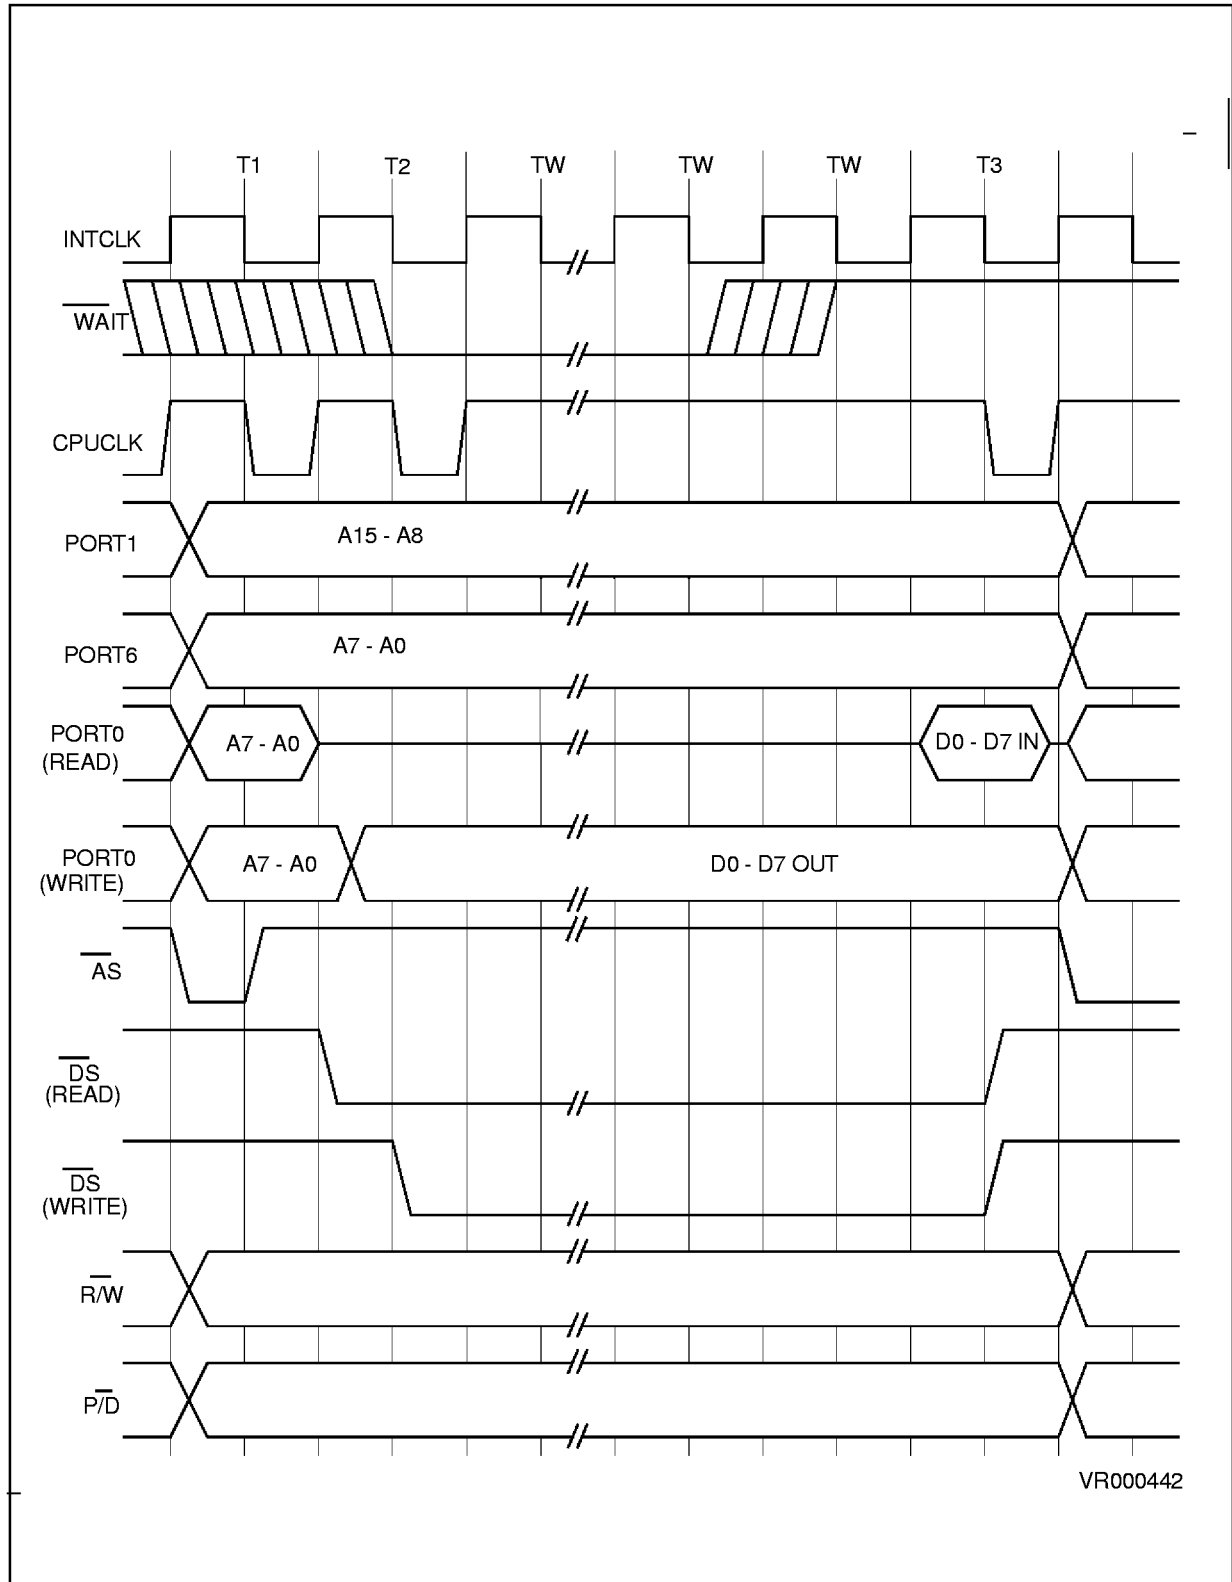 T1 T2 TW TW TW T3
INTCLK
WAIT
CPUCLK
PORT1
A15 - A8
PORT6
A7 - A0
PORT0
(READ)
A7 - A0
D0 - D7 IN
PORT0
(WRITE)
A7 - A0
D0 - D7 OUT
AS
DS
(READ)
DS
(WRITE)
R/W
P/D
VR000442